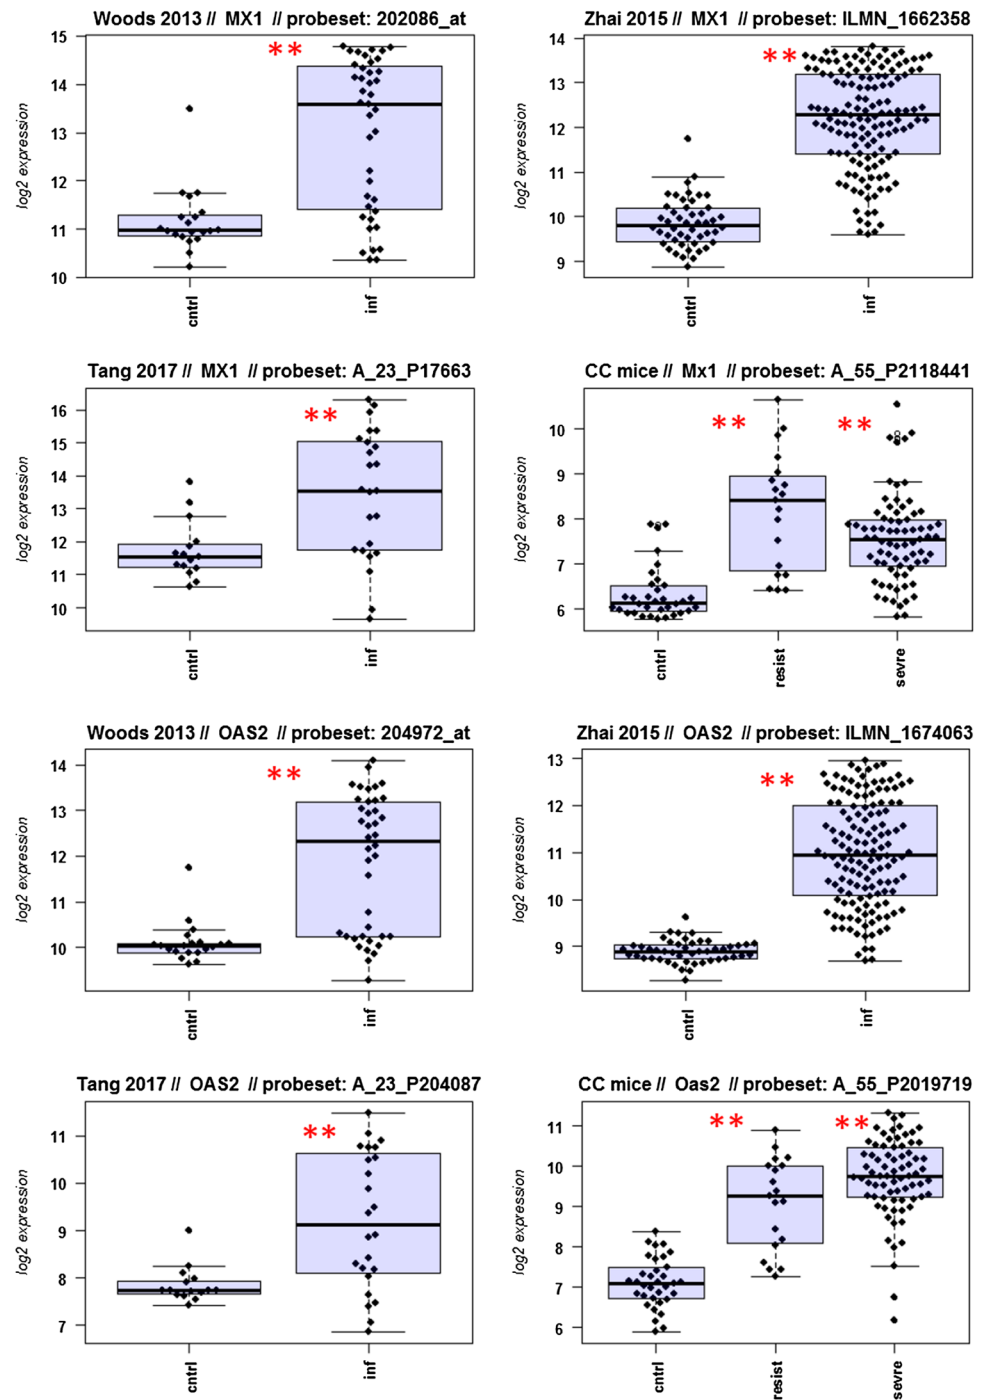 Woods 2013 // MX1 // probeset: 202086_at
log2 expression
15
14
13
12
11
10
**
cntrl
inf
Zhai 2015 // MX1 // probeset: ILMN_1662358
log2 expression
14
13
12
11
10
9
**
cntrl
inf
Tang 2017 // MX1 // probeset: A_23_P17663
log2 expression
16
15
14
13
12
11
10
**
cntrl
inf
CC mice // Mx1 // probeset: A_55_P2118441
log2 expression
10
9
8
7
6
**
**
cntrl
resist
sevre
Woods 2013 // OAS2 // probeset: 204972_at
log2 expression
14
13
12
11
10
**
cntrl
inf
Zhai 2015 // OAS2 // probeset: ILMN_1674063
log2 expression
13
12
11
10
9
**
cntrl
inf
Tang 2017 // OAS2 // probeset: A_23_P204087
log2 expression
11
10
9
8
7
**
cntrl
inf
CC mice // Oas2 // probeset: A_55_P2019719
log2 expression
11
10
9
8
7
6
**
**
cntrl
resist
sevre